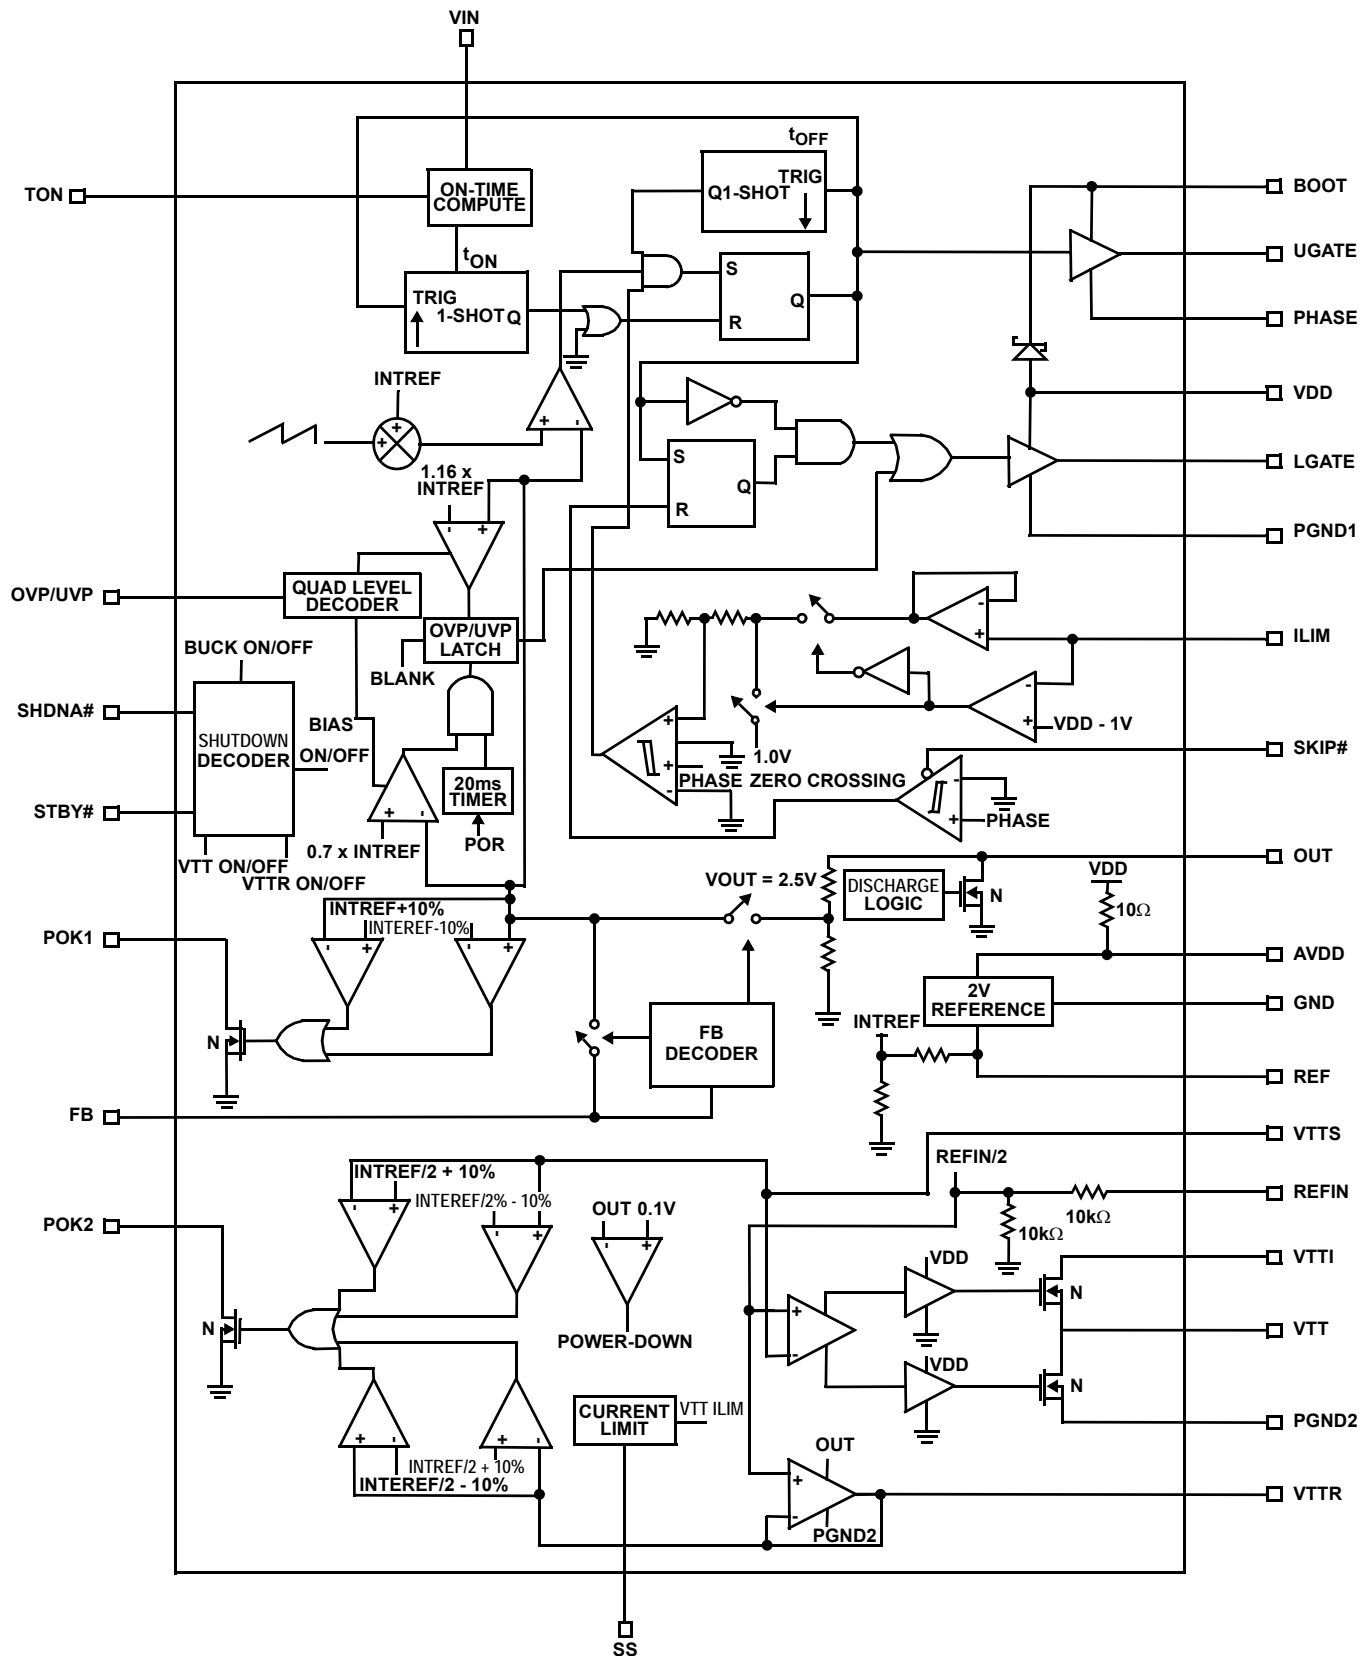 VIN
TON
ON-TIME
COMPUTE
tON
TRIG
1-SHOT Q
tOFF
TRIG
Q1-SHOT
S
Q
R
BOOT
UGATE
PHASE
VDD
LGATE
PGND1
INTREF
+
+
+
-
S
Q
R
1.16 x
INTREF
-
+
OVP/UVP
QUAD LEVEL
DECODER
OVP/UVP
LATCH
BLANK
BUCK ON/OFF
SHDNA#
SHUTDOWN
DECODER
ON/OFF
STBY#
VTT ON/OFF
VTTR ON/OFF
BIAS
+
-
0.7 x INTREF
20ms
TIMER
POR
-
+
ILIM
-
+
VDD - 1V
1.0V
+
-
+
-
PHASE ZERO CROSSING
SKIP#
-
+
PHASE
OUT
VOUT = 2.5V
DISCHARGE
LOGIC
N
VDD
10Ω
AVDD
2V
REFERENCE
GND
INTREF
REF
INTREF+10%
INTEREF-10%
-
+
-
+
POK1
N
FB
DECODER
FB
VTTS
REFIN/2
REFIN
10kΩ
10kΩ
INTREF/2 + 10%
INTEREF/2% - 10%
-
+
-
+
POK2
N
OUT 0.1V
-
+
POWER-DOWN
VDD
N
VTTI
+
-
VTT
VDD
N
PGND2
CURRENT
LIMIT
VTT ILIM
+
-
+
-
INTREF/2 + 10%
INTEREF/2 - 10%
OUT
+
-
PGND2
VTTR
SS